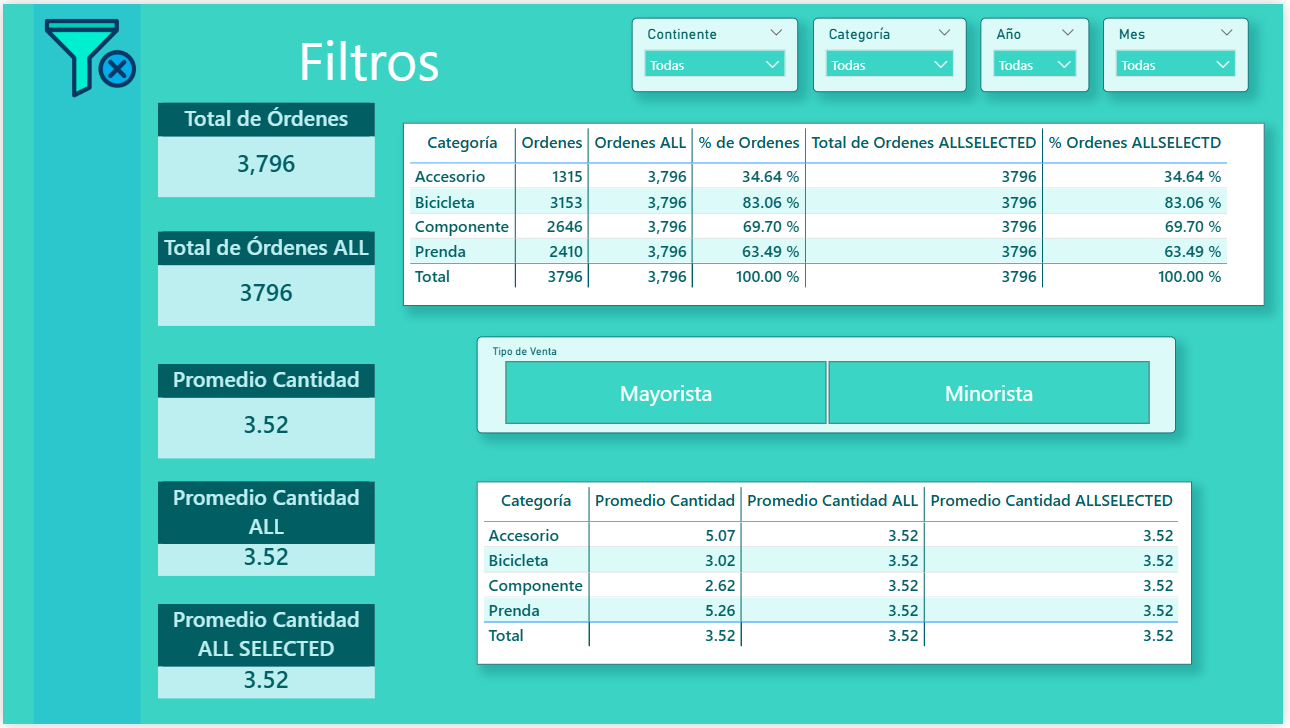 Filtros
Continente
Todas
Categoría
Todas
Año
Todas
Mes
Todas
Total de Órdenes
3,796
Total de Órdenes ALL
3796
Promedio Cantidad
3.52
Promedio Cantidad
ALL
3.52
Promedio Cantidad
ALL SELECTED
3.52
Categoría Ordenes Ordenes ALL % de Ordenes Total de Ordenes ALLSELECTED % Ordenes ALLSELECTD
Accesorio 1315 3,796 34.64 % 3796 34.64 %
Bicicleta 3153 3,796 83.06 % 3796 83.06 %
Componente 2646 3,796 69.70 % 3796 69.70 %
Prenda 2410 3,796 63.49 % 3796 63.49 %
Total 3796 3,796 100.00 % 3796 100.00 %
Tipo de Venta
Mayorista Minorista
Categoría Promedio Cantidad Promedio Cantidad ALL Promedio Cantidad ALLSELECTED
Accesorio 5.07 3.52 3.52
Bicicleta 3.02 3.52 3.52
Componente 2.62 3.52 3.52
Prenda 5.26 3.52 3.52
Total 3.52 3.52 3.52